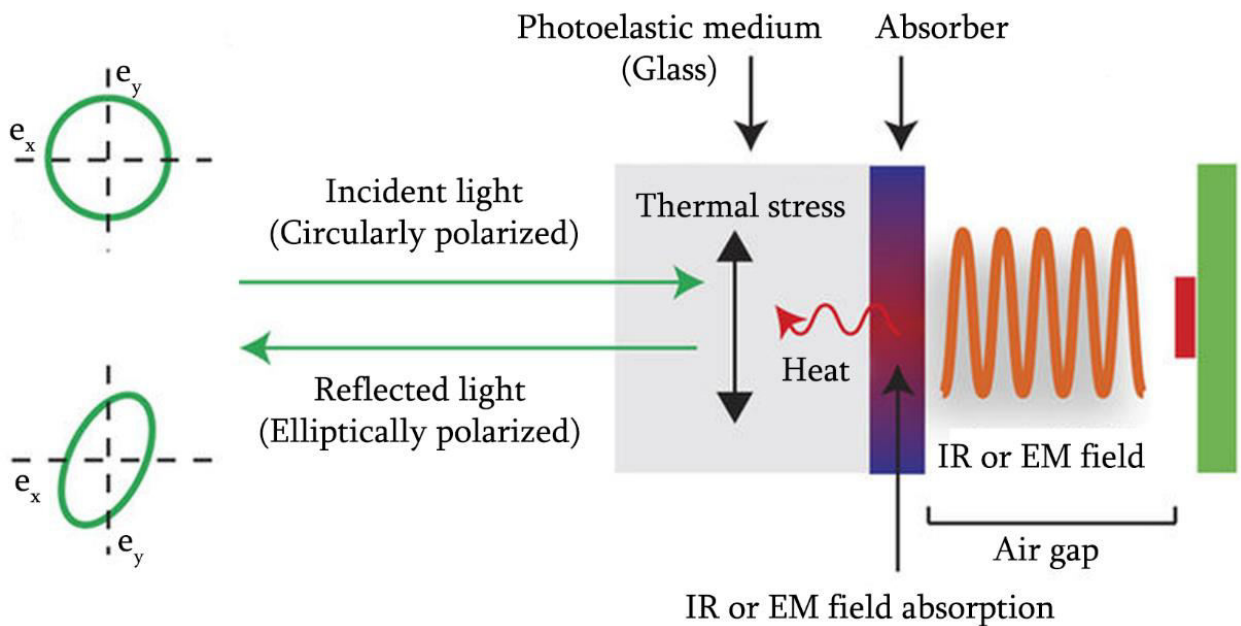 Photoelastic medium
(Glass)
Absorber
e_y
e_x
Incident light
(Circularly polarized)
Thermal stress
Reflected light
(Elliptically polarized)
Heat
IR or EM field
e_x
e_y
Air gap
IR or EM field absorption